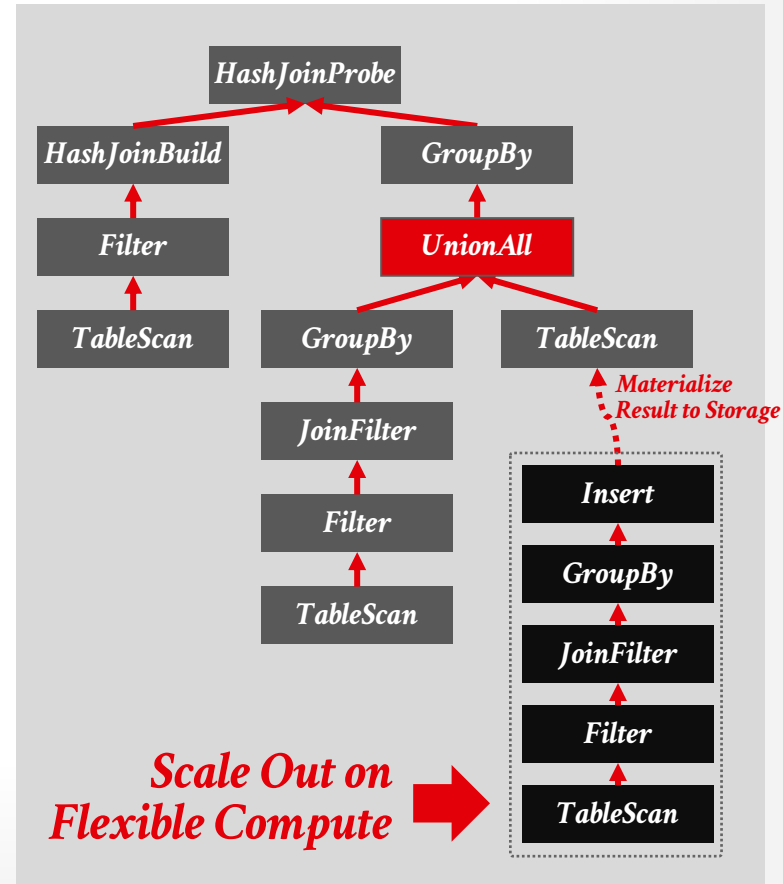 HashJoinProbe
HashJoinBuild
GroupBy
Filter
UnionAll
TableScan
GroupBy
TableScan
Materialize
Result to Storage
JoinFilter
Insert
Filter
GroupBy
TableScan
JoinFilter
Filter
Scale Out on
Flexible Compute
TableScan